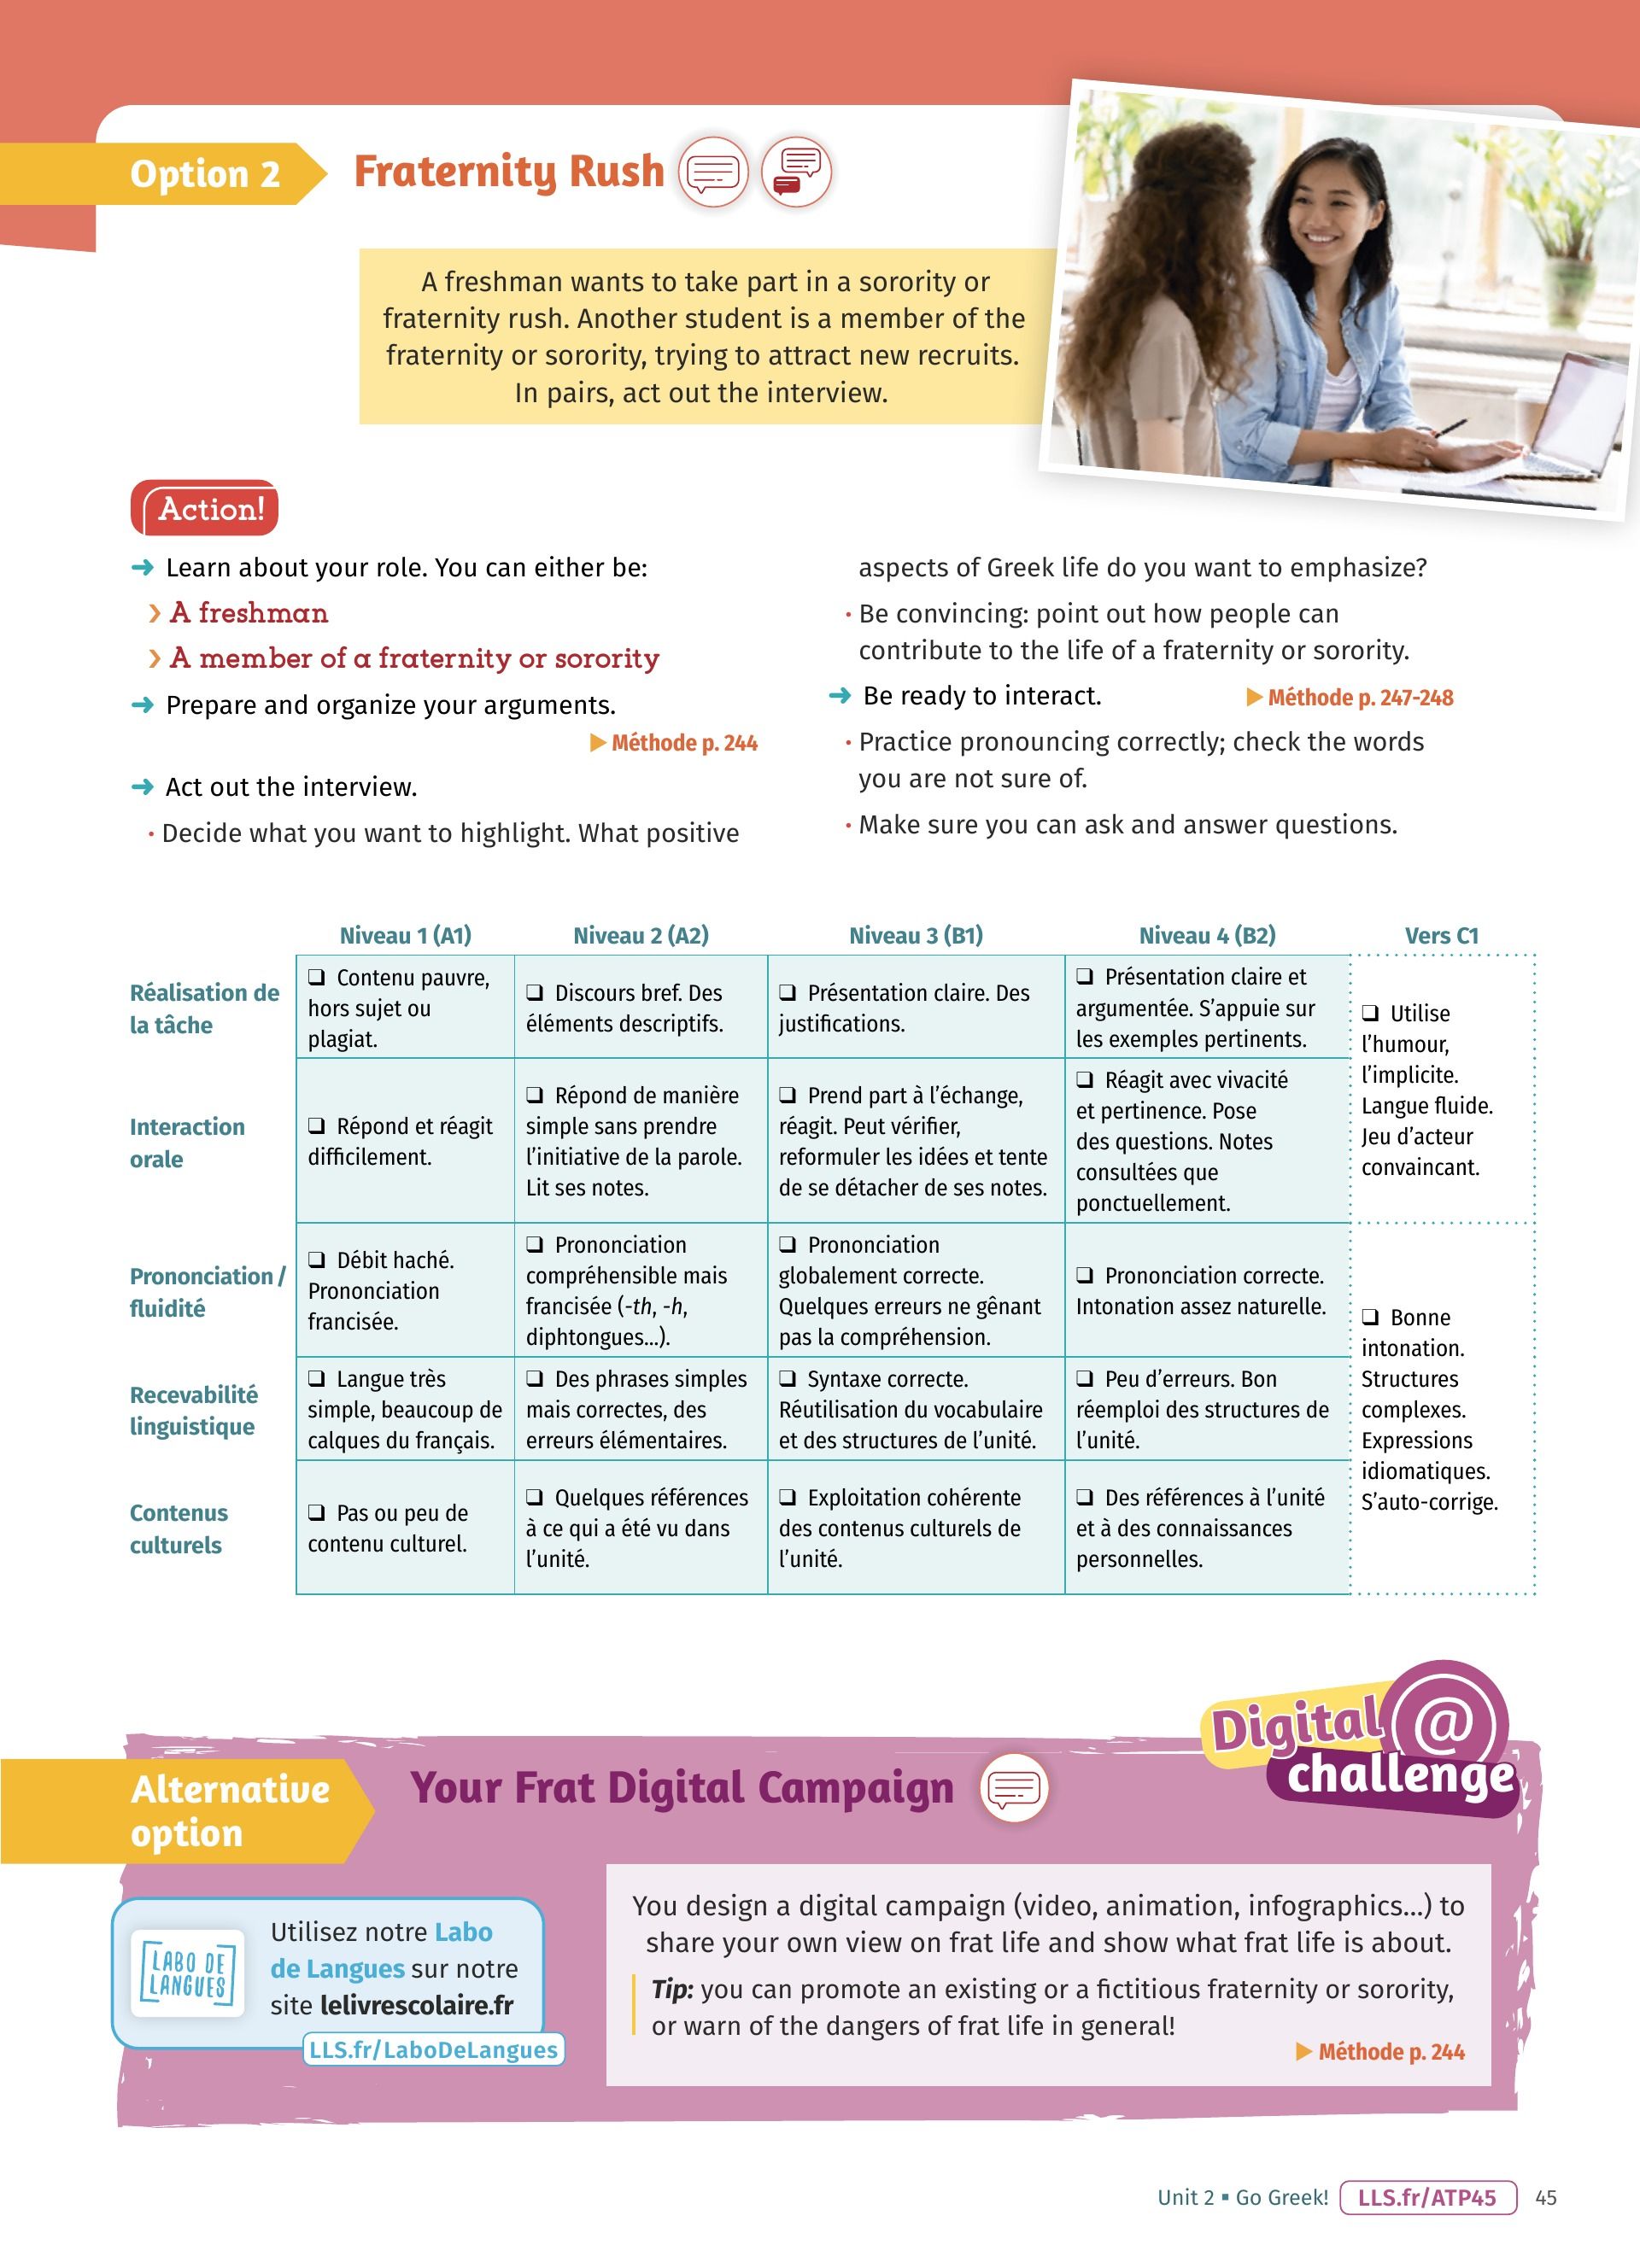 Option 2
Fraternity Rush
A freshman wants to take part in a sorority or
fraternity rush. Another student is a member of the
fraternity or sorority, trying to attract new recruits.
In pairs, act out the interview.
Action!
➜ Learn about your role. You can either be:
› A freshman
› A member of a fraternity or sorority
➜ Prepare and organize your arguments.
▶ Méthode p. 244
➜ Act out the interview.
• Decide what you want to highlight. What positive
aspects of Greek life do you want to emphasize?
• Be convincing: point out how people can
contribute to the life of a fraternity or sorority.
➜ Be ready to interact. ▶ Méthode p. 247-248
• Practice pronouncing correctly; check the words
you are not sure of.
• Make sure you can ask and answer questions.
Niveau 1 (A1) Niveau 2 (A2) Niveau 3 (B1) Niveau 4 (B2) Vers C1
Réalisation de
la tâche
❏ Contenu pauvre,
hors sujet ou
plagiat.
❏ Discours bref. Des
éléments descriptifs.
❏ Présentation claire. Des
justifications.
❏ Présentation claire et
argumentée. S'appuie sur
les exemples pertinents.
❏ Utilise
l'humour,
l'implicite.
Langue fluide.
Jeu d'acteur
convaincant.
Interaction
orale
❏ Répond et réagit
difficilement.
❏ Répond de manière
simple sans prendre
l'initiative de la parole.
Lit ses notes.
❏ Prend part à l'échange,
réagit. Peut vérifier,
reformuler les idées et tente
de se détacher de ses notes.
❏ Réagit avec vivacité
et pertinence. Pose
des questions. Notes
consultées que
ponctuellement.
Prononciation /
fluidité
❏ Débit haché.
Prononciation
francisée.
❏ Prononciation
compréhensible mais
francisée (-th, -h,
diphtongues...).
❏ Prononciation
globalement correcte.
Quelques erreurs ne gênant
pas la compréhension.
❏ Prononciation correcte.
Intonation assez naturelle.
❏ Bonne
intonation.
Structures
complexes.
Expressions
idiomatiques.
S'auto-corrige.
Recevabilité
linguistique
❏ Langue très
simple, beaucoup de
calques du français.
❏ Des phrases simples
mais correctes, des
erreurs élémentaires.
❏ Syntaxe correcte.
Réutilisation du vocabulaire
et des structures de l'unité.
❏ Peu d'erreurs. Bon
réemploi des structures de
l'unité.
Contenus
culturels
❏ Pas ou peu de
contenu culturel.
❏ Quelques références
à ce qui a été vu dans
l'unité.
❏ Exploitation cohérente
des contenus culturels de
l'unité.
❏ Des références à l'unité
et à des connaissances
personnelles.
Digital @
challenge
Alternative
option
Your Frat Digital Campaign
LABO DE
LANGUES
Utilisez notre Labo
de Langues sur notre
site lelivrescolaire.fr
LLS.fr/LaboDeLangues
You design a digital campaign (video, animation, infographics...) to
share your own view on frat life and show what frat life is about.
Tip: you can promote an existing or a fictitious fraternity or sorority,
or warn of the dangers of frat life in general!
▶ Méthode p. 244
Unit 2 ▪ Go Greek! LLS.fr/ATP45 45